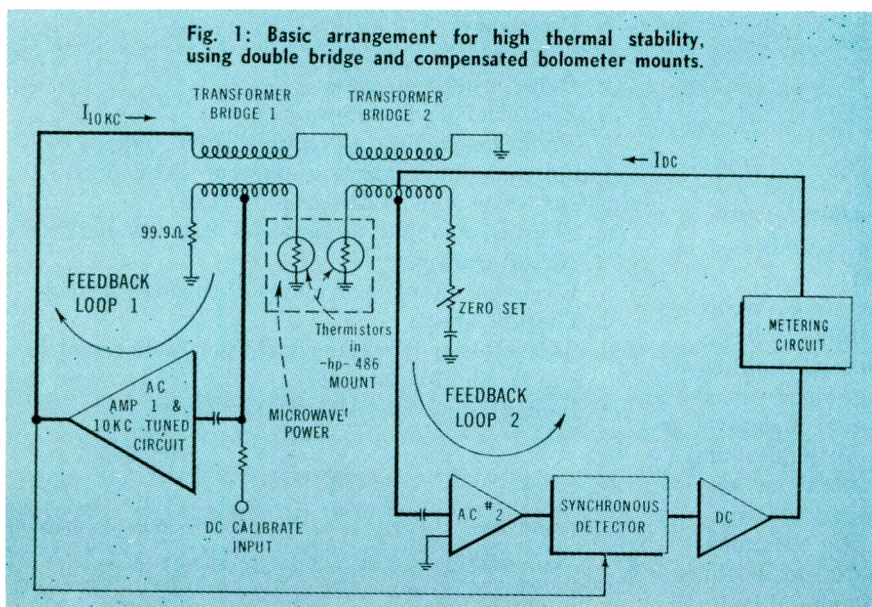 Fig. 1: Basic arrangement for high thermal stability,
using double bridge and compensated bolometer mounts.
TRANSFORMER
BRIDGE 1
TRANSFORMER
BRIDGE 2
I10 KC
IDC
99.9Ω
FEEDBACK
LOOP 1
Thermistors
in
-hp- 486
MOUNT
ZERO SET
METERING
CIRCUIT
MICROWAVE
POWER
FEEDBACK
LOOP 2
AC
AMP 1 &
10KC TUNED
CIRCUIT
DC CALIBRATE
INPUT
AC #2
SYNCHRONOUS
DETECTOR
DC